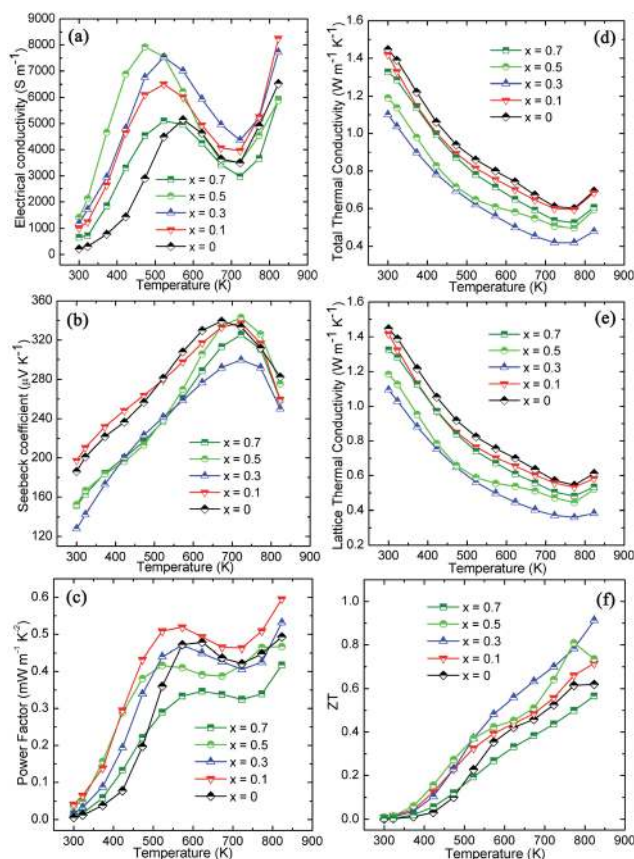 (a)
Electrical conductivity (S m⁻¹)
9000
8000
7000
6000
5000
4000
3000
2000
1000
0
x = 0.7
x = 0.5
x = 0.3
x = 0.1
x = 0
300 400 500 600 700 800 900
Temperature (K)
(d)
Total Thermal Conductivity (W m⁻¹ K⁻¹)
1.6
1.4
1.2
1.0
0.8
0.6
0.4
x = 0.7
x = 0.5
x = 0.3
x = 0.1
x = 0
300 400 500 600 700 800 900
Temperature (K)
(b)
Seebeck coefficient (μV K⁻¹)
360
320
280
240
200
160
120
x = 0.7
x = 0.5
x = 0.3
x = 0.1
x = 0
300 400 500 600 700 800 900
Temperature (K)
(e)
Lattice Thermal Conductivity (W m⁻¹ K⁻¹)
1.6
1.4
1.2
1.0
0.8
0.6
0.4
0.2
x = 0.7
x = 0.5
x = 0.3
x = 0.1
x = 0
300 400 500 600 700 800 900
Temperature (K)
(c)
Power Factor (mW m⁻¹ K⁻²)
0.6
0.5
0.4
0.3
0.2
0.1
0.0
x = 0.7
x = 0.5
x = 0.3
x = 0.1
x = 0
300 400 500 600 700 800 900
Temperature (K)
(f)
ZT
1.0
0.8
0.6
0.4
0.2
0.0
x = 0.7
x = 0.5
x = 0.3
x = 0.1
x = 0
300 400 500 600 700 800 900
Temperature (K)